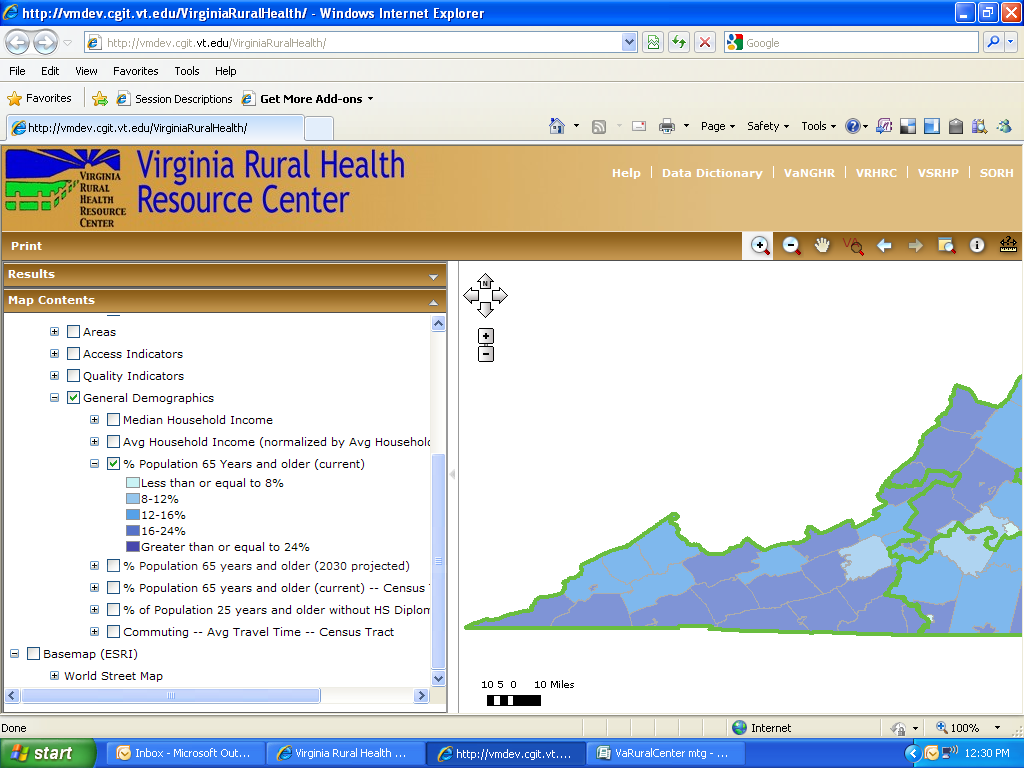 http://vmdev.cgit.vt.edu/VirginiaRuralHealth/ - Windows Internet Explorer
http://vmdev.cgit.vt.edu/VirginiaRuralHealth/
Google
File Edit View Favorites Tools Help
Favorites Session Descriptions Get More Add-ons
http://vmdev.cgit.vt.edu/VirginiaRuralHealth/
Page Safety Tools
VIRGINIA
RURAL
HEALTH
RESOURCE
CENTER
Virginia Rural Health
Resource Center
Help Data Dictionary VaNGHR VRHRC VSRHP SORH
Print
Results
Map Contents
Areas
Access Indicators
Quality Indicators
General Demographics
Median Household Income
Avg Household Income (normalized by Avg Househol
% Population 65 Years and older (current)
Less than or equal to 8%
8-12%
12-16%
16-24%
Greater than or equal to 24%
% Population 65 years and older (2030 projected)
% Population 65 years and older (current) -- Census T
% of Population 25 years and older without HS Diplom
Commuting -- Avg Travel Time -- Census Tract
Basemap (ESRI)
World Street Map
N
10 5 0 10 Miles
Done
Internet
100%
start
Inbox - Microsoft Out...
Virginia Rural Health ...
http://vmdev.cgit.vt....
VaRuralCenter mtg - ...
12:30 PM